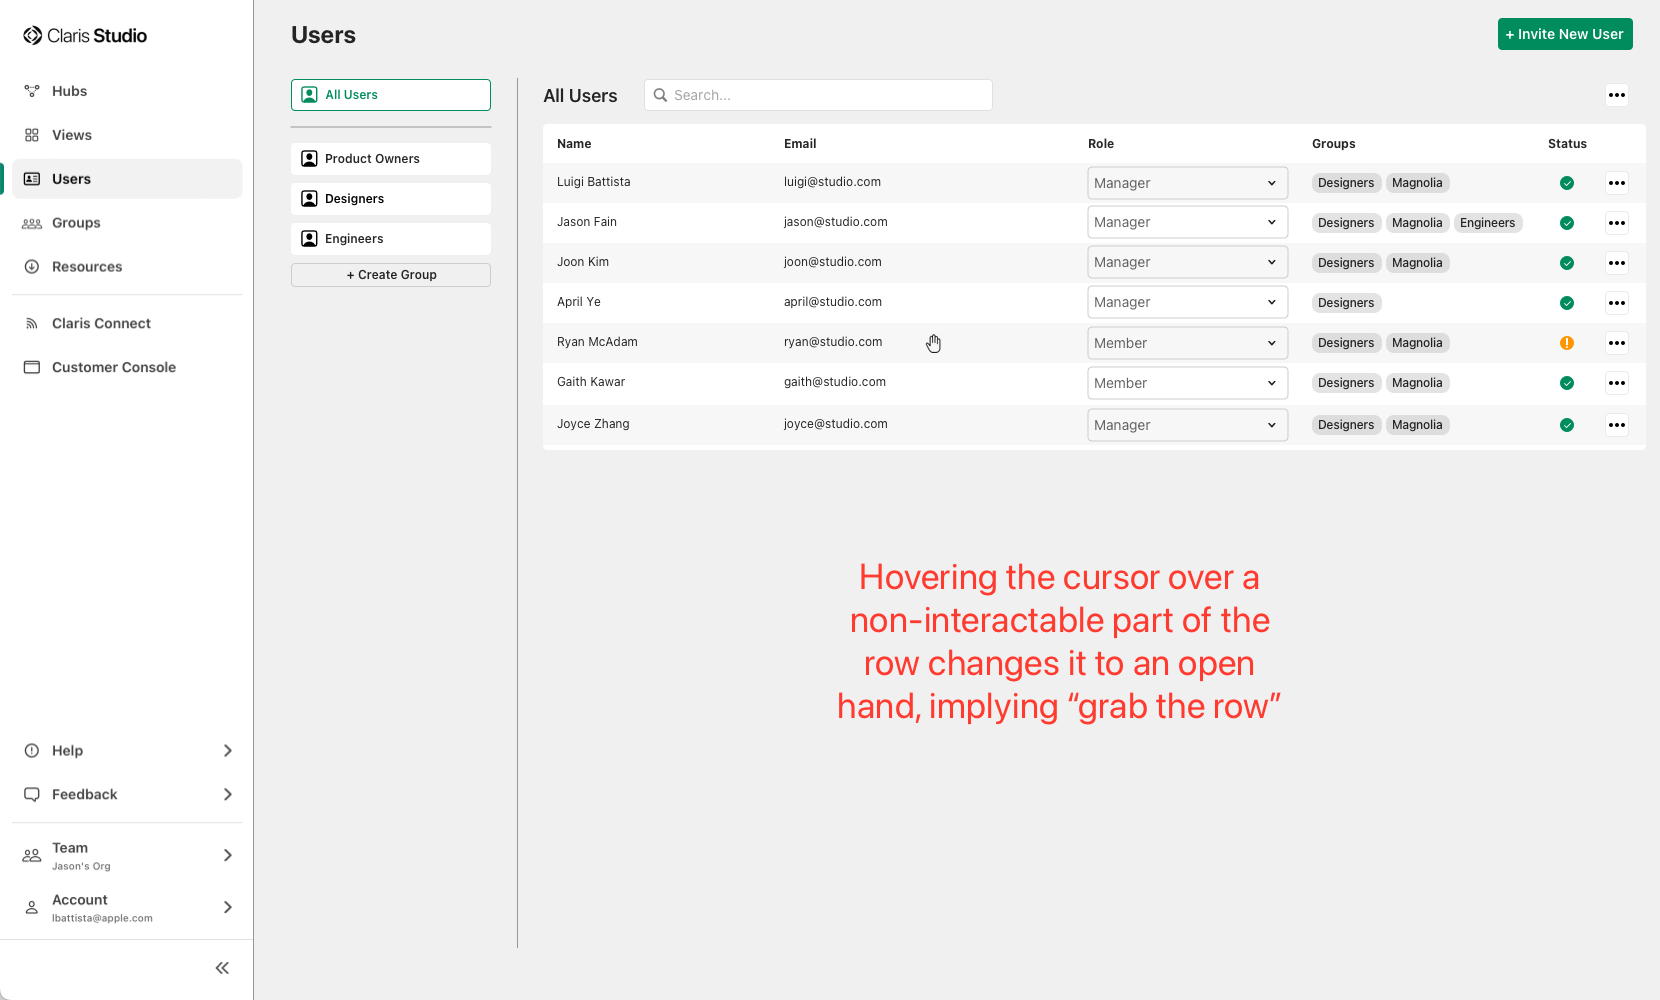 Claris Studio
Hubs
Views
Users
Groups
Resources
Claris Connect
Customer Console
Help
Feedback
Team
Jason's Org
Account
lbattista@apple.com
Users
+ Invite New User
All Users
Product Owners
Designers
Engineers
+ Create Group
All Users
Search...
Name Email Role Groups Status
Luigi Battista luigi@studio.com Manager Designers Magnolia
Jason Fain jason@studio.com Manager Designers Magnolia Engineers
Joon Kim joon@studio.com Manager Designers Magnolia
April Ye april@studio.com Manager Designers
Ryan McAdam ryan@studio.com Member Designers Magnolia
Gaith Kawar gaith@studio.com Member Designers Magnolia
Joyce Zhang joyce@studio.com Manager Designers Magnolia
Hovering the cursor over a
non-interactable part of the
row changes it to an open
hand, implying “grab the row”